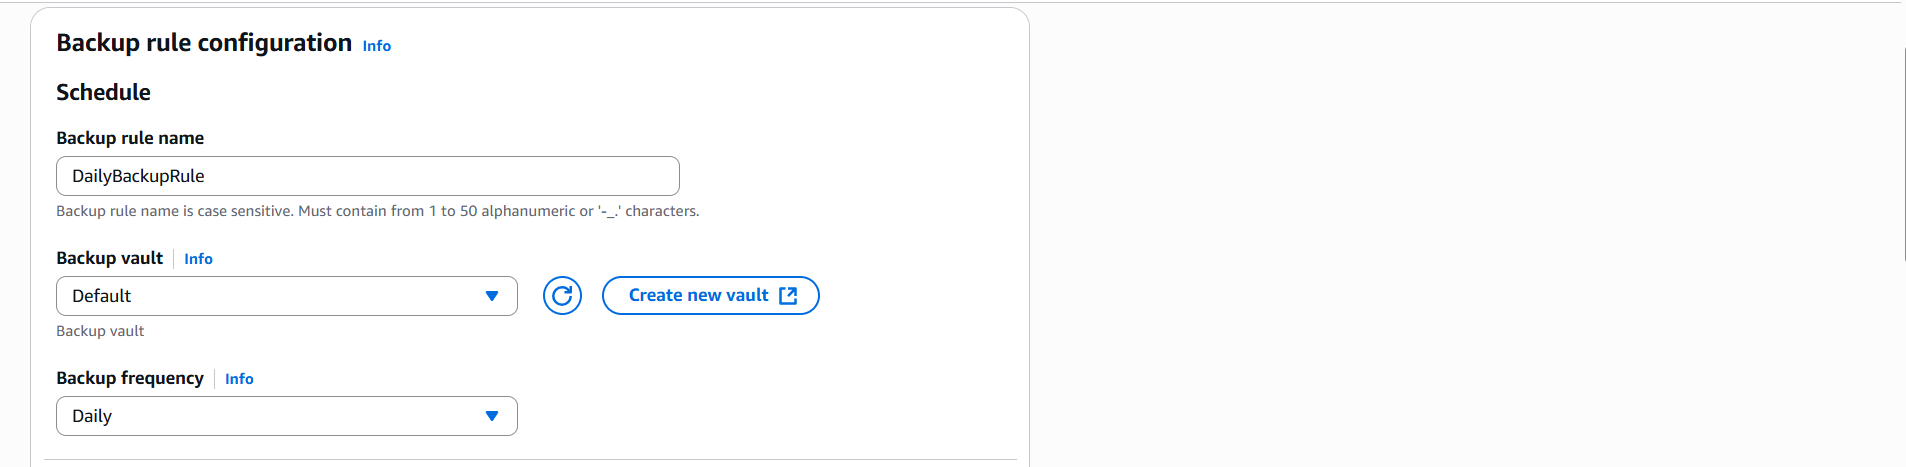 Backup rule configuration Info
Schedule
Backup rule name
DailyBackupRule
Backup rule name is case sensitive. Must contain from 1 to 50 alphanumeric or '-_.' characters.
Backup vault Info
Default
Create new vault
Backup vault
Backup frequency Info
Daily